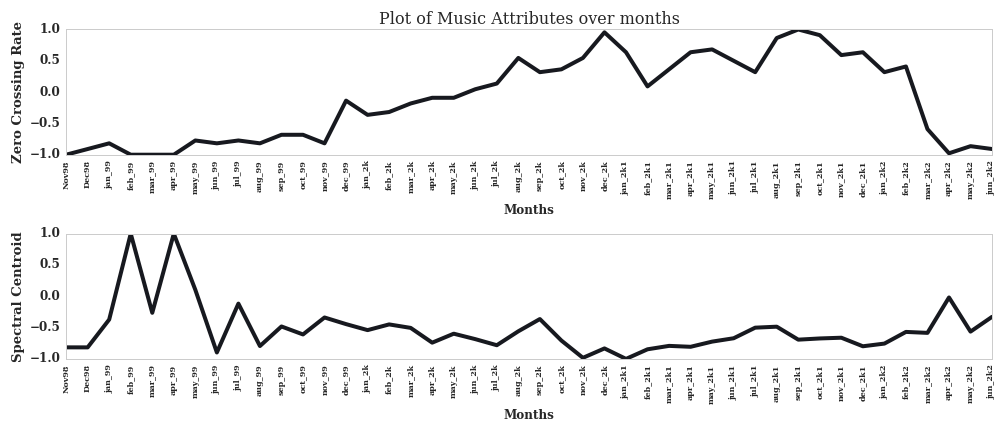 Plot of Music Attributes over months
Zero Crossing Rate
1.0
0.5
0.0
−0.5
−1.0
Nov98 Dec98 jan_99 feb_99 mar_99 apr_99 may_99 jun_99 jul_99 aug_99 sep_99 oct_99 nov_99 dec_99 jan_2k feb_2k mar_2k apr_2k may_2k jun_2k jul_2k aug_2k sep_2k oct_2k nov_2k dec_2k jan_2k1 feb_2k1 mar_2k1 apr_2k1 may_2k1 jun_2k1 jul_2k1 aug_2k1 sep_2k1 oct_2k1 nov_2k1 dec_2k1 jan_2k2 feb_2k2 mar_2k2 apr_2k2 may_2k2 jun_2k2
Months
Spectral Centroid
1.0
0.5
0.0
−0.5
−1.0
Nov98 Dec98 jan_99 feb_99 mar_99 apr_99 may_99 jun_99 jul_99 aug_99 sep_99 oct_99 nov_99 dec_99 jan_2k feb_2k mar_2k apr_2k may_2k jun_2k jul_2k aug_2k sep_2k oct_2k nov_2k dec_2k jan_2k1 feb_2k1 mar_2k1 apr_2k1 may_2k1 jun_2k1 jul_2k1 aug_2k1 sep_2k1 oct_2k1 nov_2k1 dec_2k1 jan_2k2 feb_2k2 mar_2k2 apr_2k2 may_2k2 jun_2k2
Months